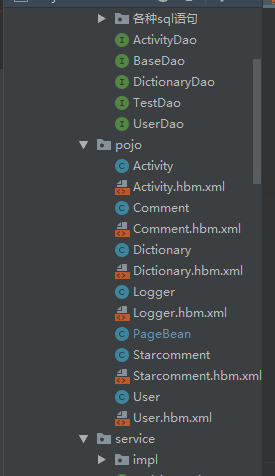 各种sql语句
ActivityDao
BaseDao
DictionaryDao
TestDao
UserDao
pojo
Activity
Activity.hbm.xml
Comment
Comment.hbm.xml
Dictionary
Dictionary.hbm.xml
Logger
Logger.hbm.xml
PageBean
Starcomment
Starcomment.hbm.xml
User
User.hbm.xml
service
impl